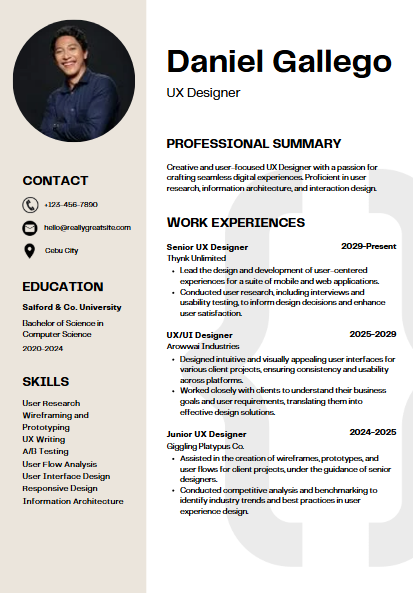 Daniel Gallego
UX Designer
CONTACT
+123-456-7890
hello@reallygreatsite.com
Cebu City
EDUCATION
Salford & Co. University
Bachelor of Science in
Computer Science
2020-2024
SKILLS
User Research
Wireframing and
Prototyping
UX Writing
A/B Testing
User Flow Analysis
User Interface Design
Responsive Design
Information Architecture
PROFESSIONAL SUMMARY
Creative and user-focused UX Designer with a passion for
crafting seamless digital experiences. Proficient in user
research, information architecture, and interaction design.
WORK EXPERIENCES
Senior UX Designer 2029-Present
Thynk Unlimited
• Lead the design and development of user-centered
experiences for a suite of mobile and web applications.
• Conducted user research, including interviews and
usability testing, to inform design decisions and enhance
user satisfaction.
UX/UI Designer 2025-2029
Arowwai Industries
• Designed intuitive and visually appealing user interfaces for
various client projects, ensuring consistency and usability
across platforms.
• Worked closely with clients to understand their business
goals and user requirements, translating them into
effective design solutions.
Junior UX Designer 2024-2025
Giggling Platypus Co.
• Assisted in the creation of wireframes, prototypes, and
user flows for client projects, under the guidance of senior
designers.
• Conducted competitive analysis and benchmarking to
identify industry trends and best practices in user
experience design.